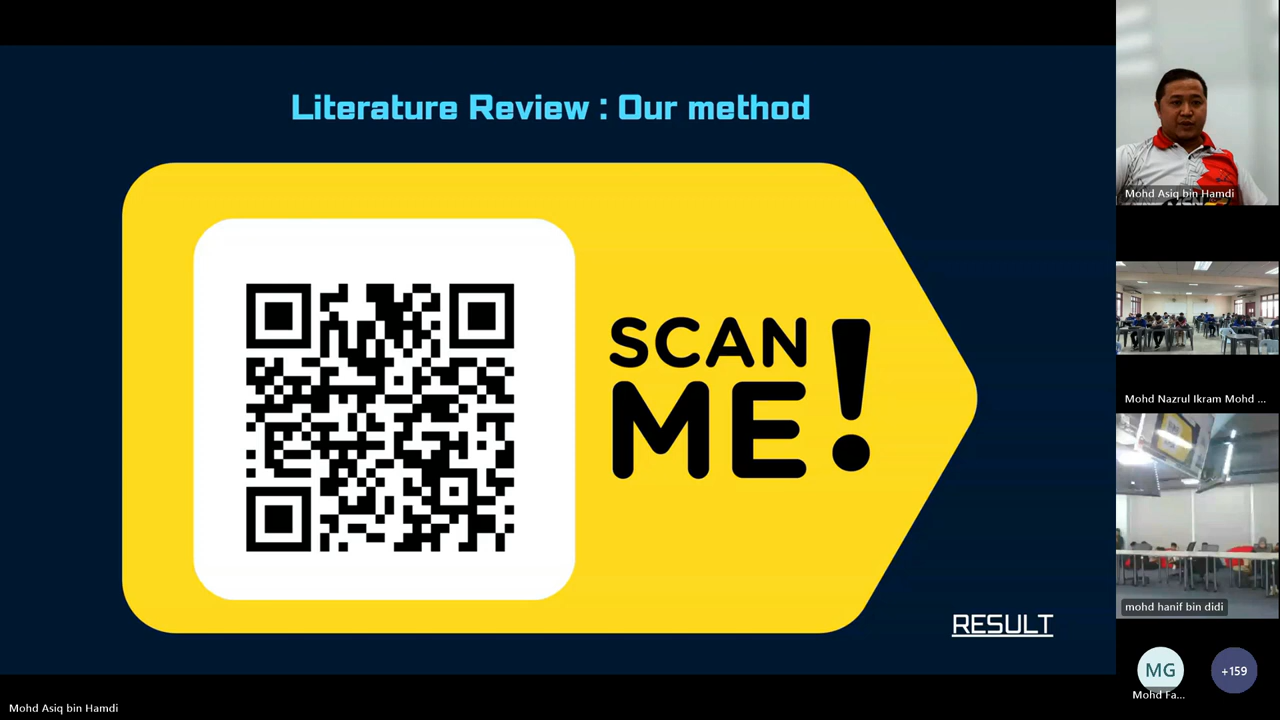 Literature Review : Our method
SCAN
ME!
RESULT
Mohd Asiq bin Hamdi
Mohd Asiq bin Hamdi
Mohd Nazrul Ikram Mohd ...
mohd hanif bin didi
MG
+159
Mohd Fa...